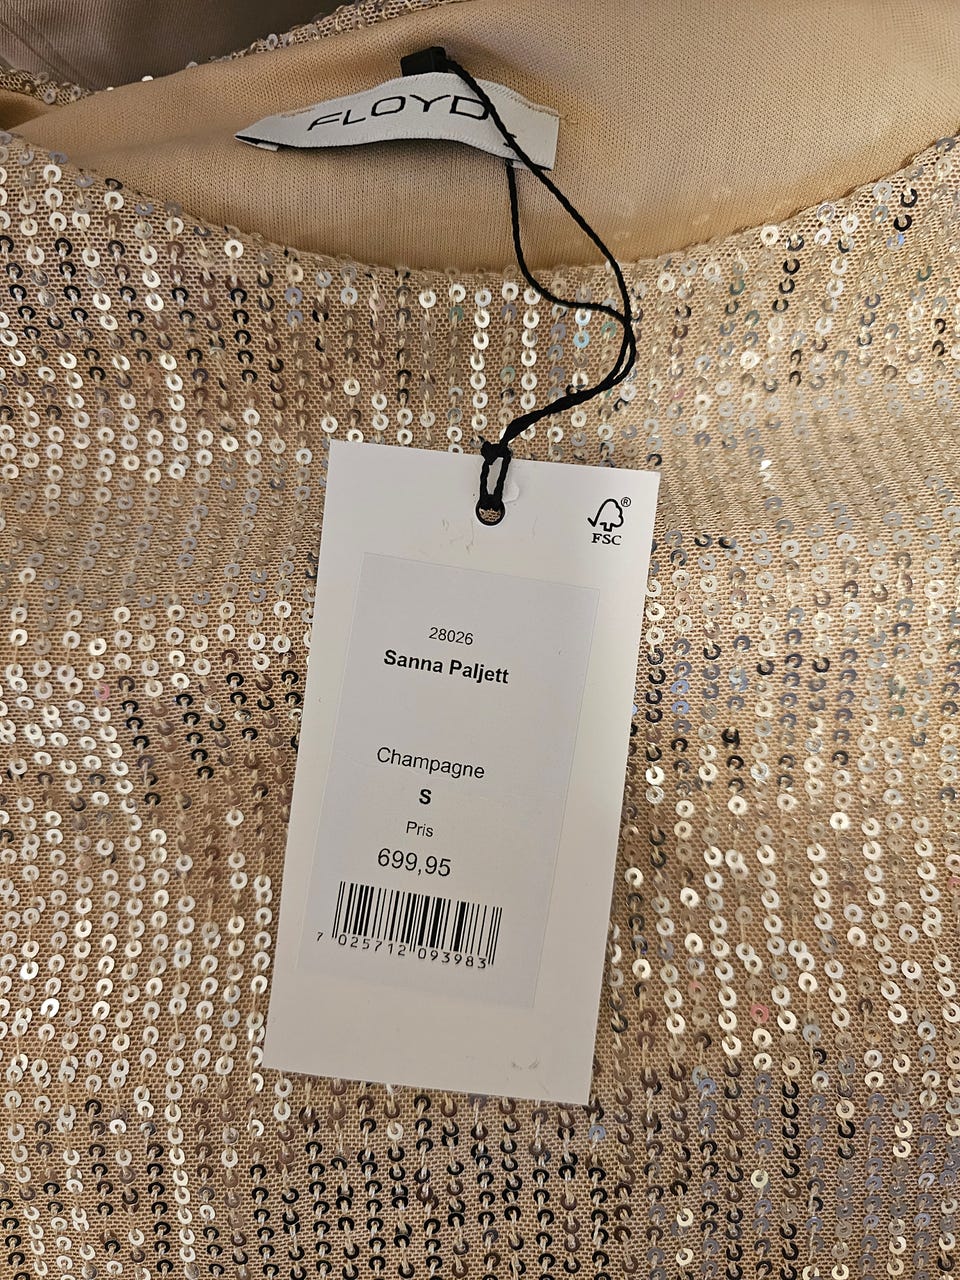 FLOYD
®
FSC
28026
Sanna Paljett
Champagne
S
Pris
699,95
7 025712 093983